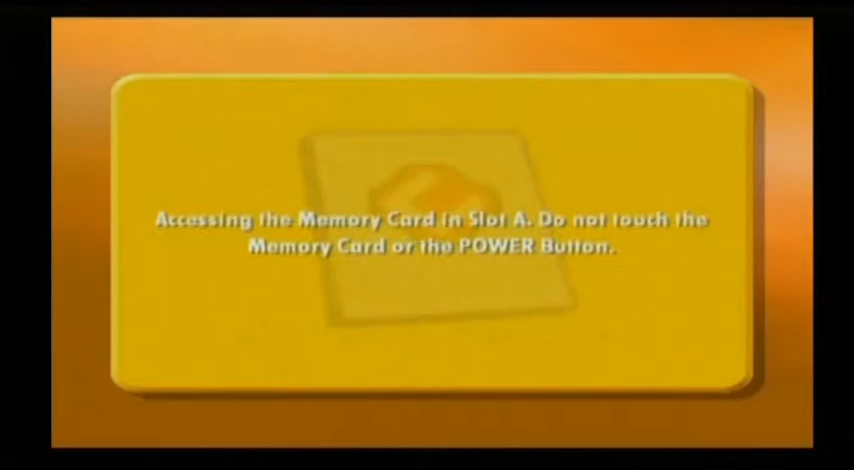 Accessing the Memory Card in Slot A. Do not touch the
Memory Card or the POWER Button.